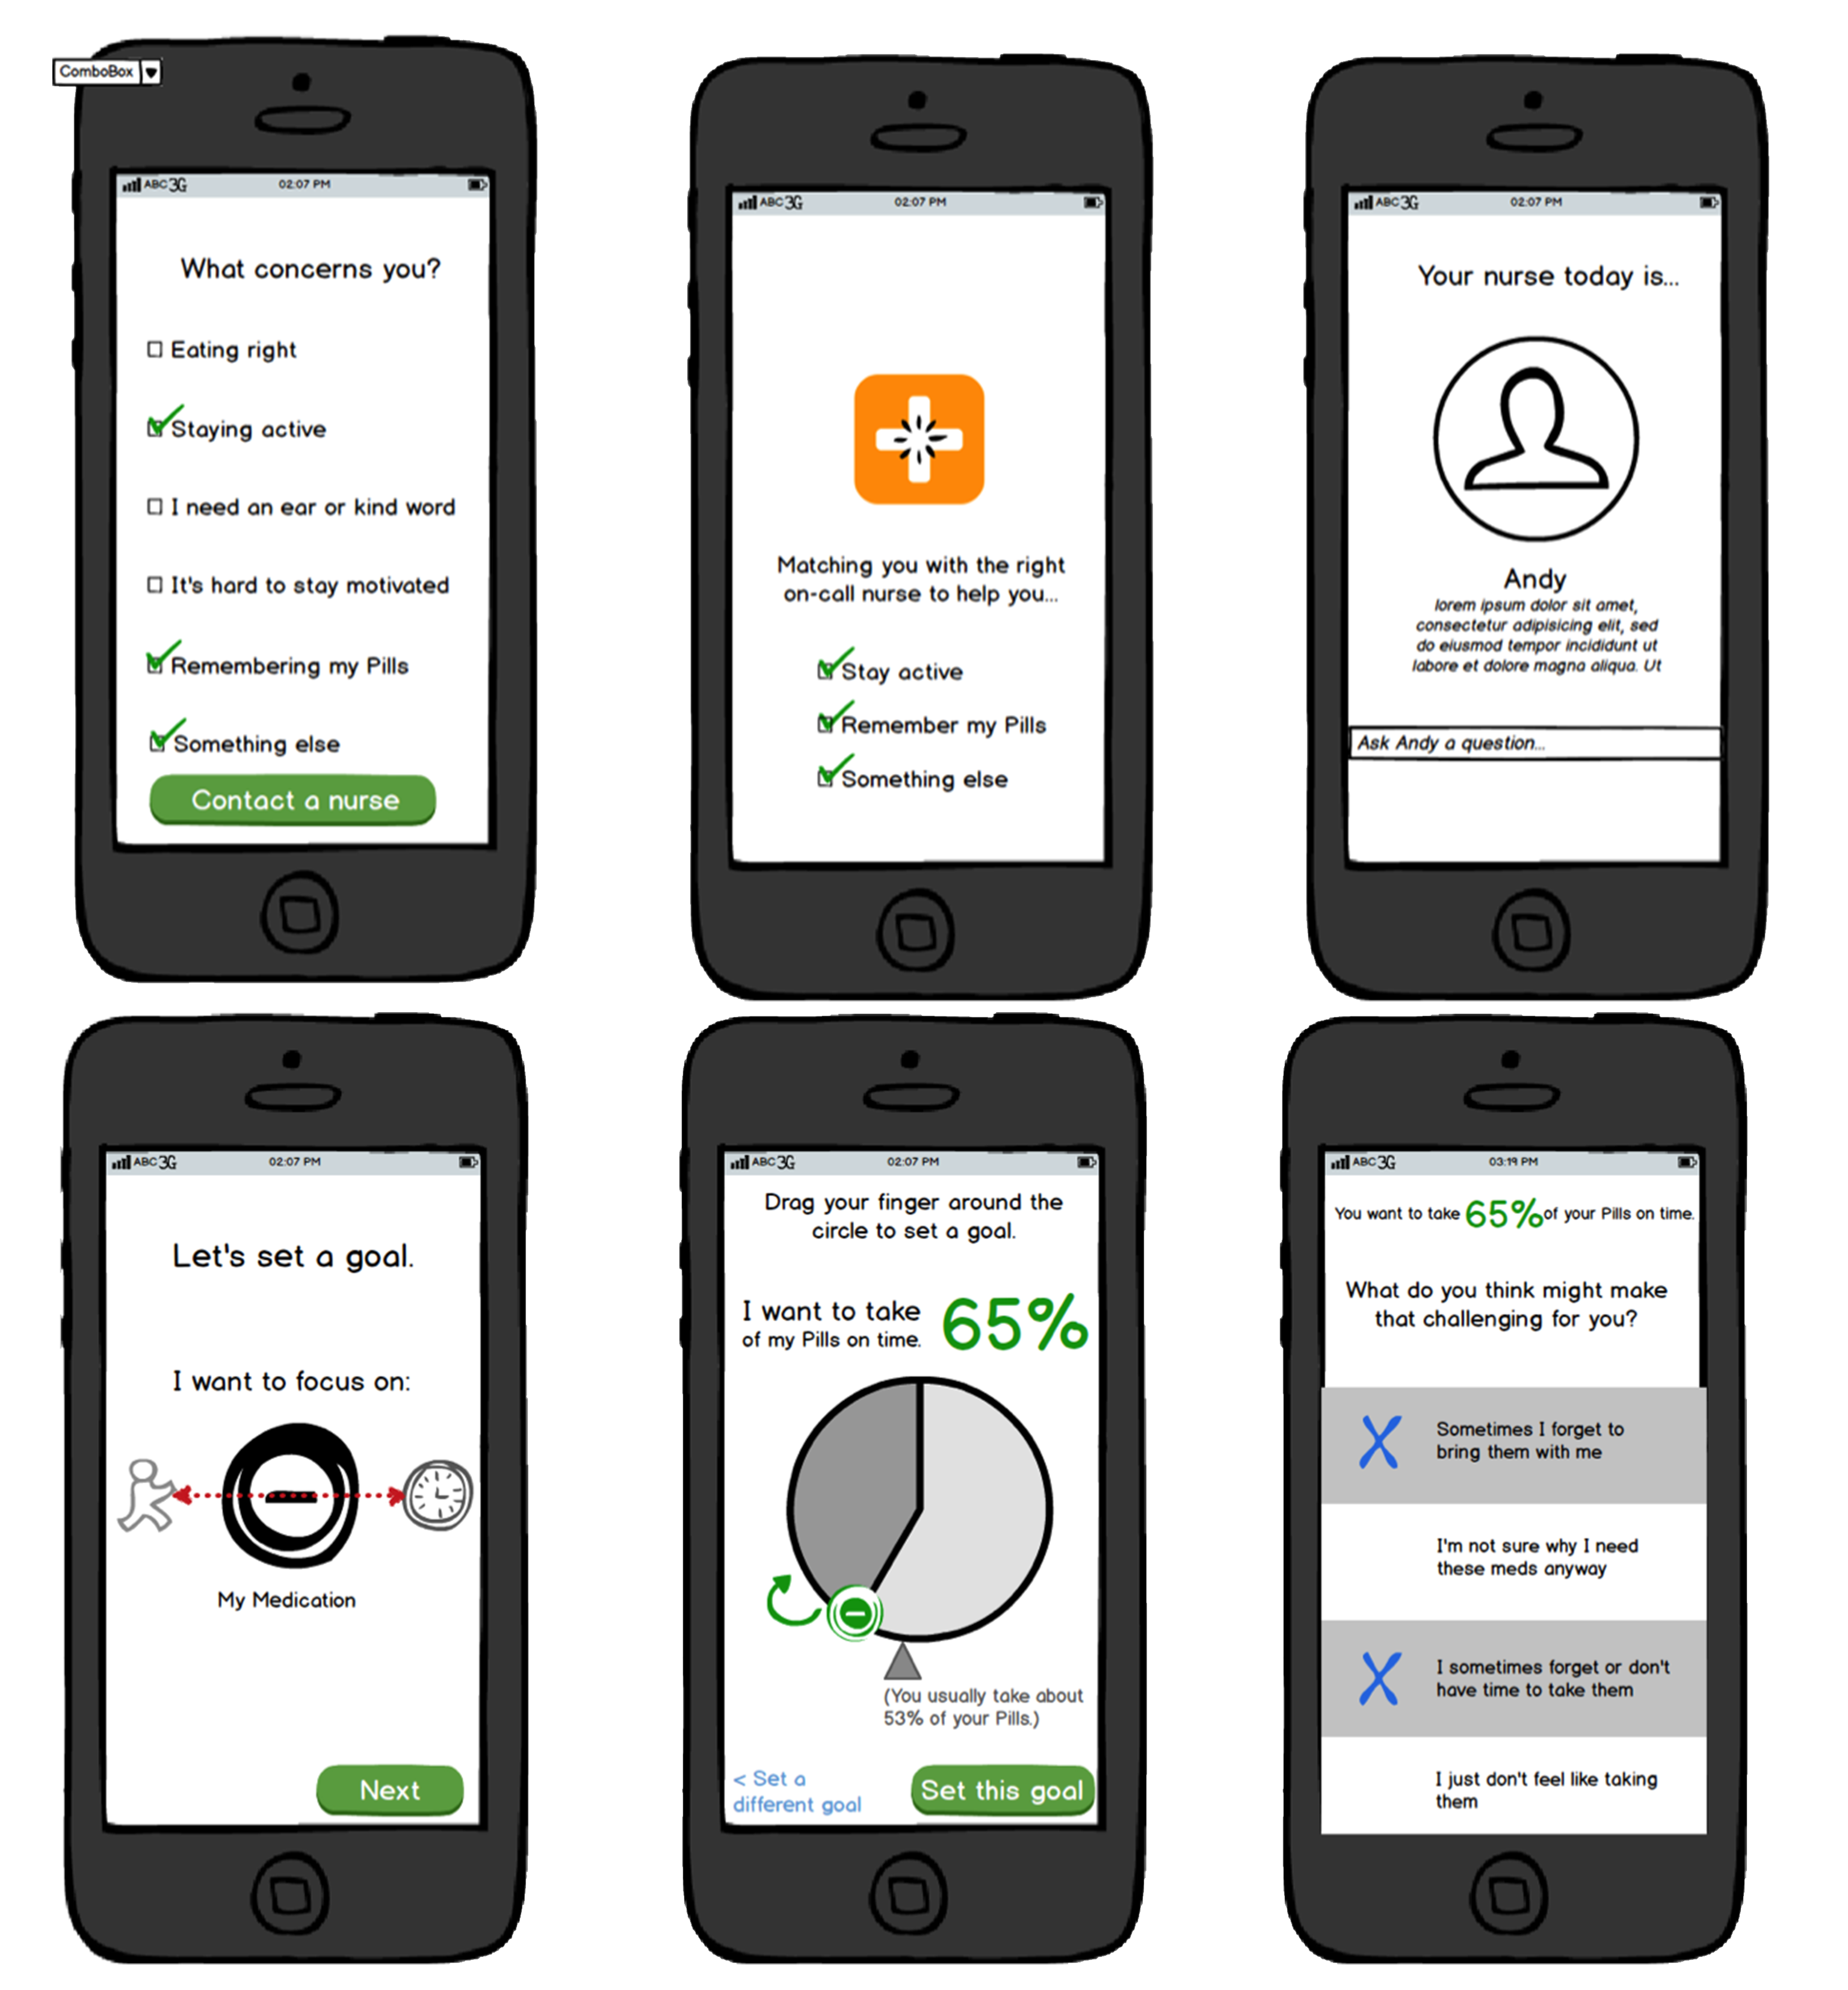 ComboBox
ABC 3G 02:07 PM
What concerns you?
Eating right
Staying active
I need an ear or kind word
It's hard to stay motivated
Remembering my Pills
Something else
Contact a nurse
ABC 3G 02:07 PM
Matching you with the right
on-call nurse to help you...
Stay active
Remember my Pills
Something else
ABC 3G 02:07 PM
Your nurse today is...
Andy
lorem ipsum dolor sit amet,
consectetur adipisicing elit, sed
do eiusmod tempor incididunt ut
labore et dolore magna aliqua. Ut
Ask Andy a question...
ABC 3G 02:07 PM
Let's set a goal.
I want to focus on:
My Medication
Next
ABC 3G 02:07 PM
Drag your finger around the
circle to set a goal.
I want to take 65%
of my Pills on time.
(You usually take about
53% of your Pills.)
< Set a
different goal
Set this goal
ABC 3G 03:19 PM
You want to take 65% of your Pills on time.
What do you think might make
that challenging for you?
X Sometimes I forget to
bring them with me
I'm not sure why I need
these meds anyway
X I sometimes forget or don't
have time to take them
I just don't feel like taking
them